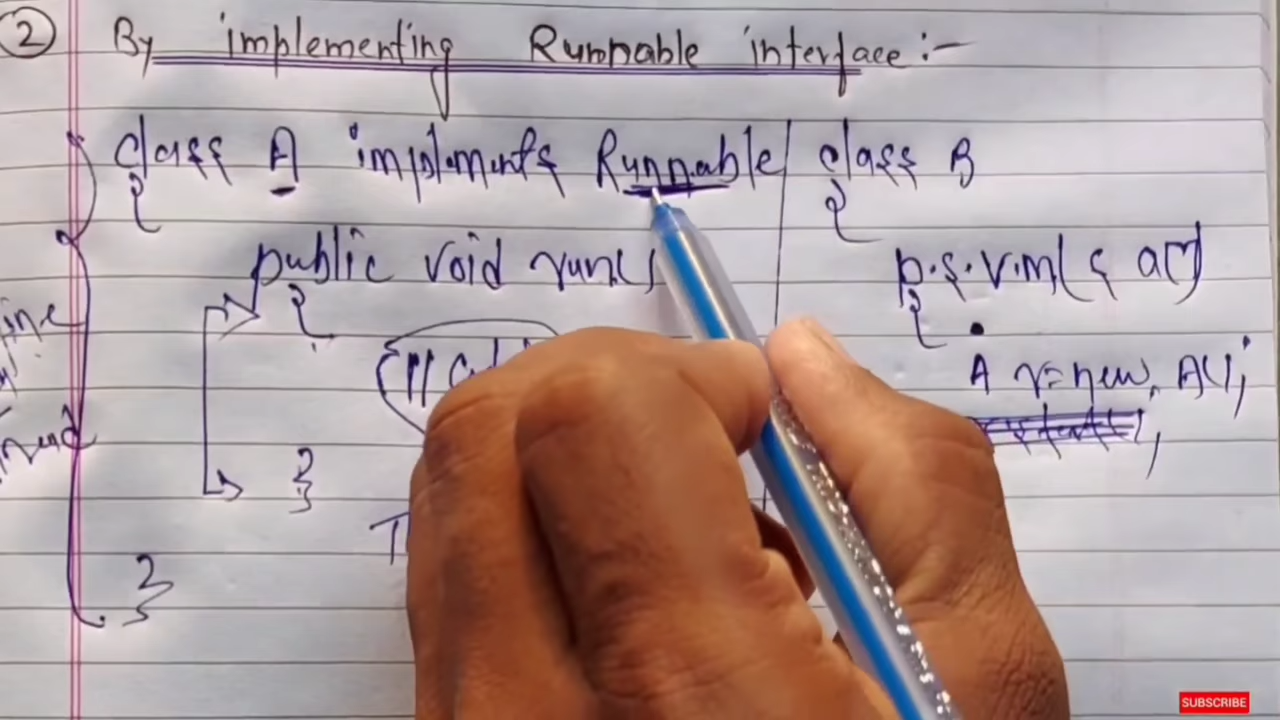 2 By implementing Runnable interface :-
class A implements Runnable
{
public void run()
{
//
}
}
class B
{
p.s.v.m(s a[])
{
A r=new A();
SUBSCRIBE